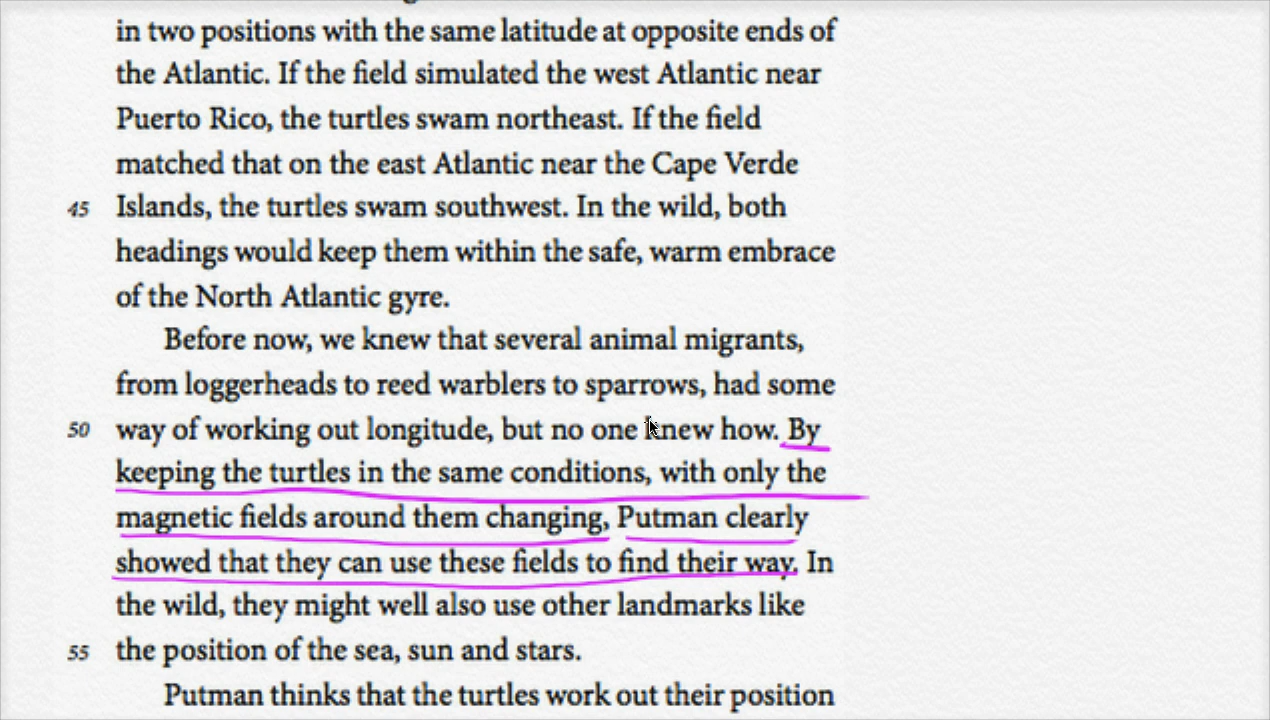 in two positions with the same latitude at opposite ends of
the Atlantic. If the field simulated the west Atlantic near
Puerto Rico, the turtles swam northeast. If the field
matched that on the east Atlantic near the Cape Verde
45 Islands, the turtles swam southwest. In the wild, both
headings would keep them within the safe, warm embrace
of the North Atlantic gyre.
Before now, we knew that several animal migrants,
from loggerheads to reed warblers to sparrows, had some
50 way of working out longitude, but no one knew how. By
keeping the turtles in the same conditions, with only the
magnetic fields around them changing, Putman clearly
showed that they can use these fields to find their way. In
the wild, they might well also use other landmarks like
55 the position of the sea, sun and stars.
Putman thinks that the turtles work out their position